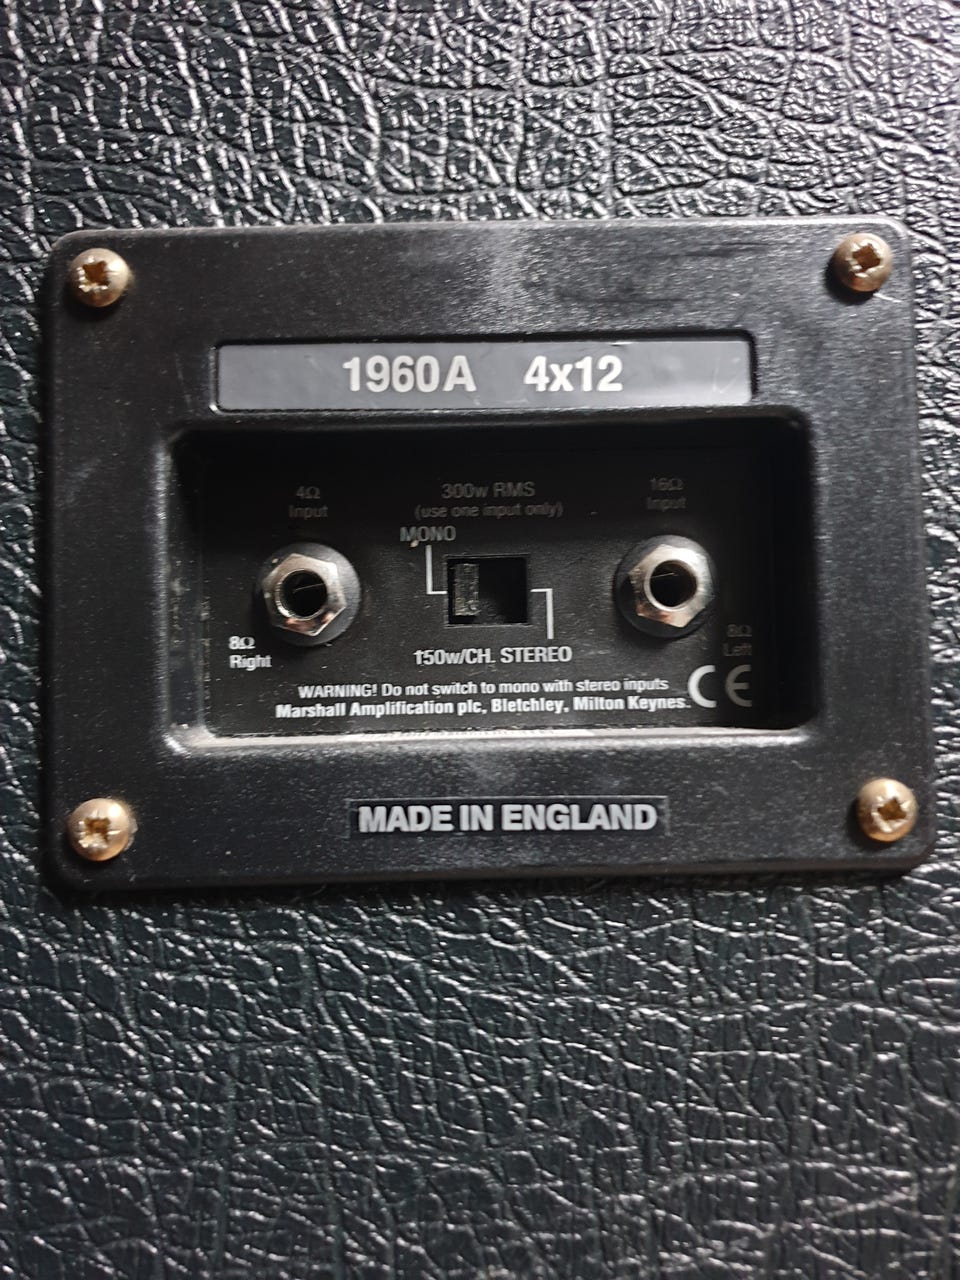 1960A 4x12
4Ω
Input
300w RMS
(use one input only)
16Ω
Input
MONO
8Ω
Right
150w/CH. STEREO
8Ω
Left
WARNING! Do not switch to mono with stereo inputs
Marshall Amplification plc, Bletchley, Milton Keynes.
CE
MADE IN ENGLAND